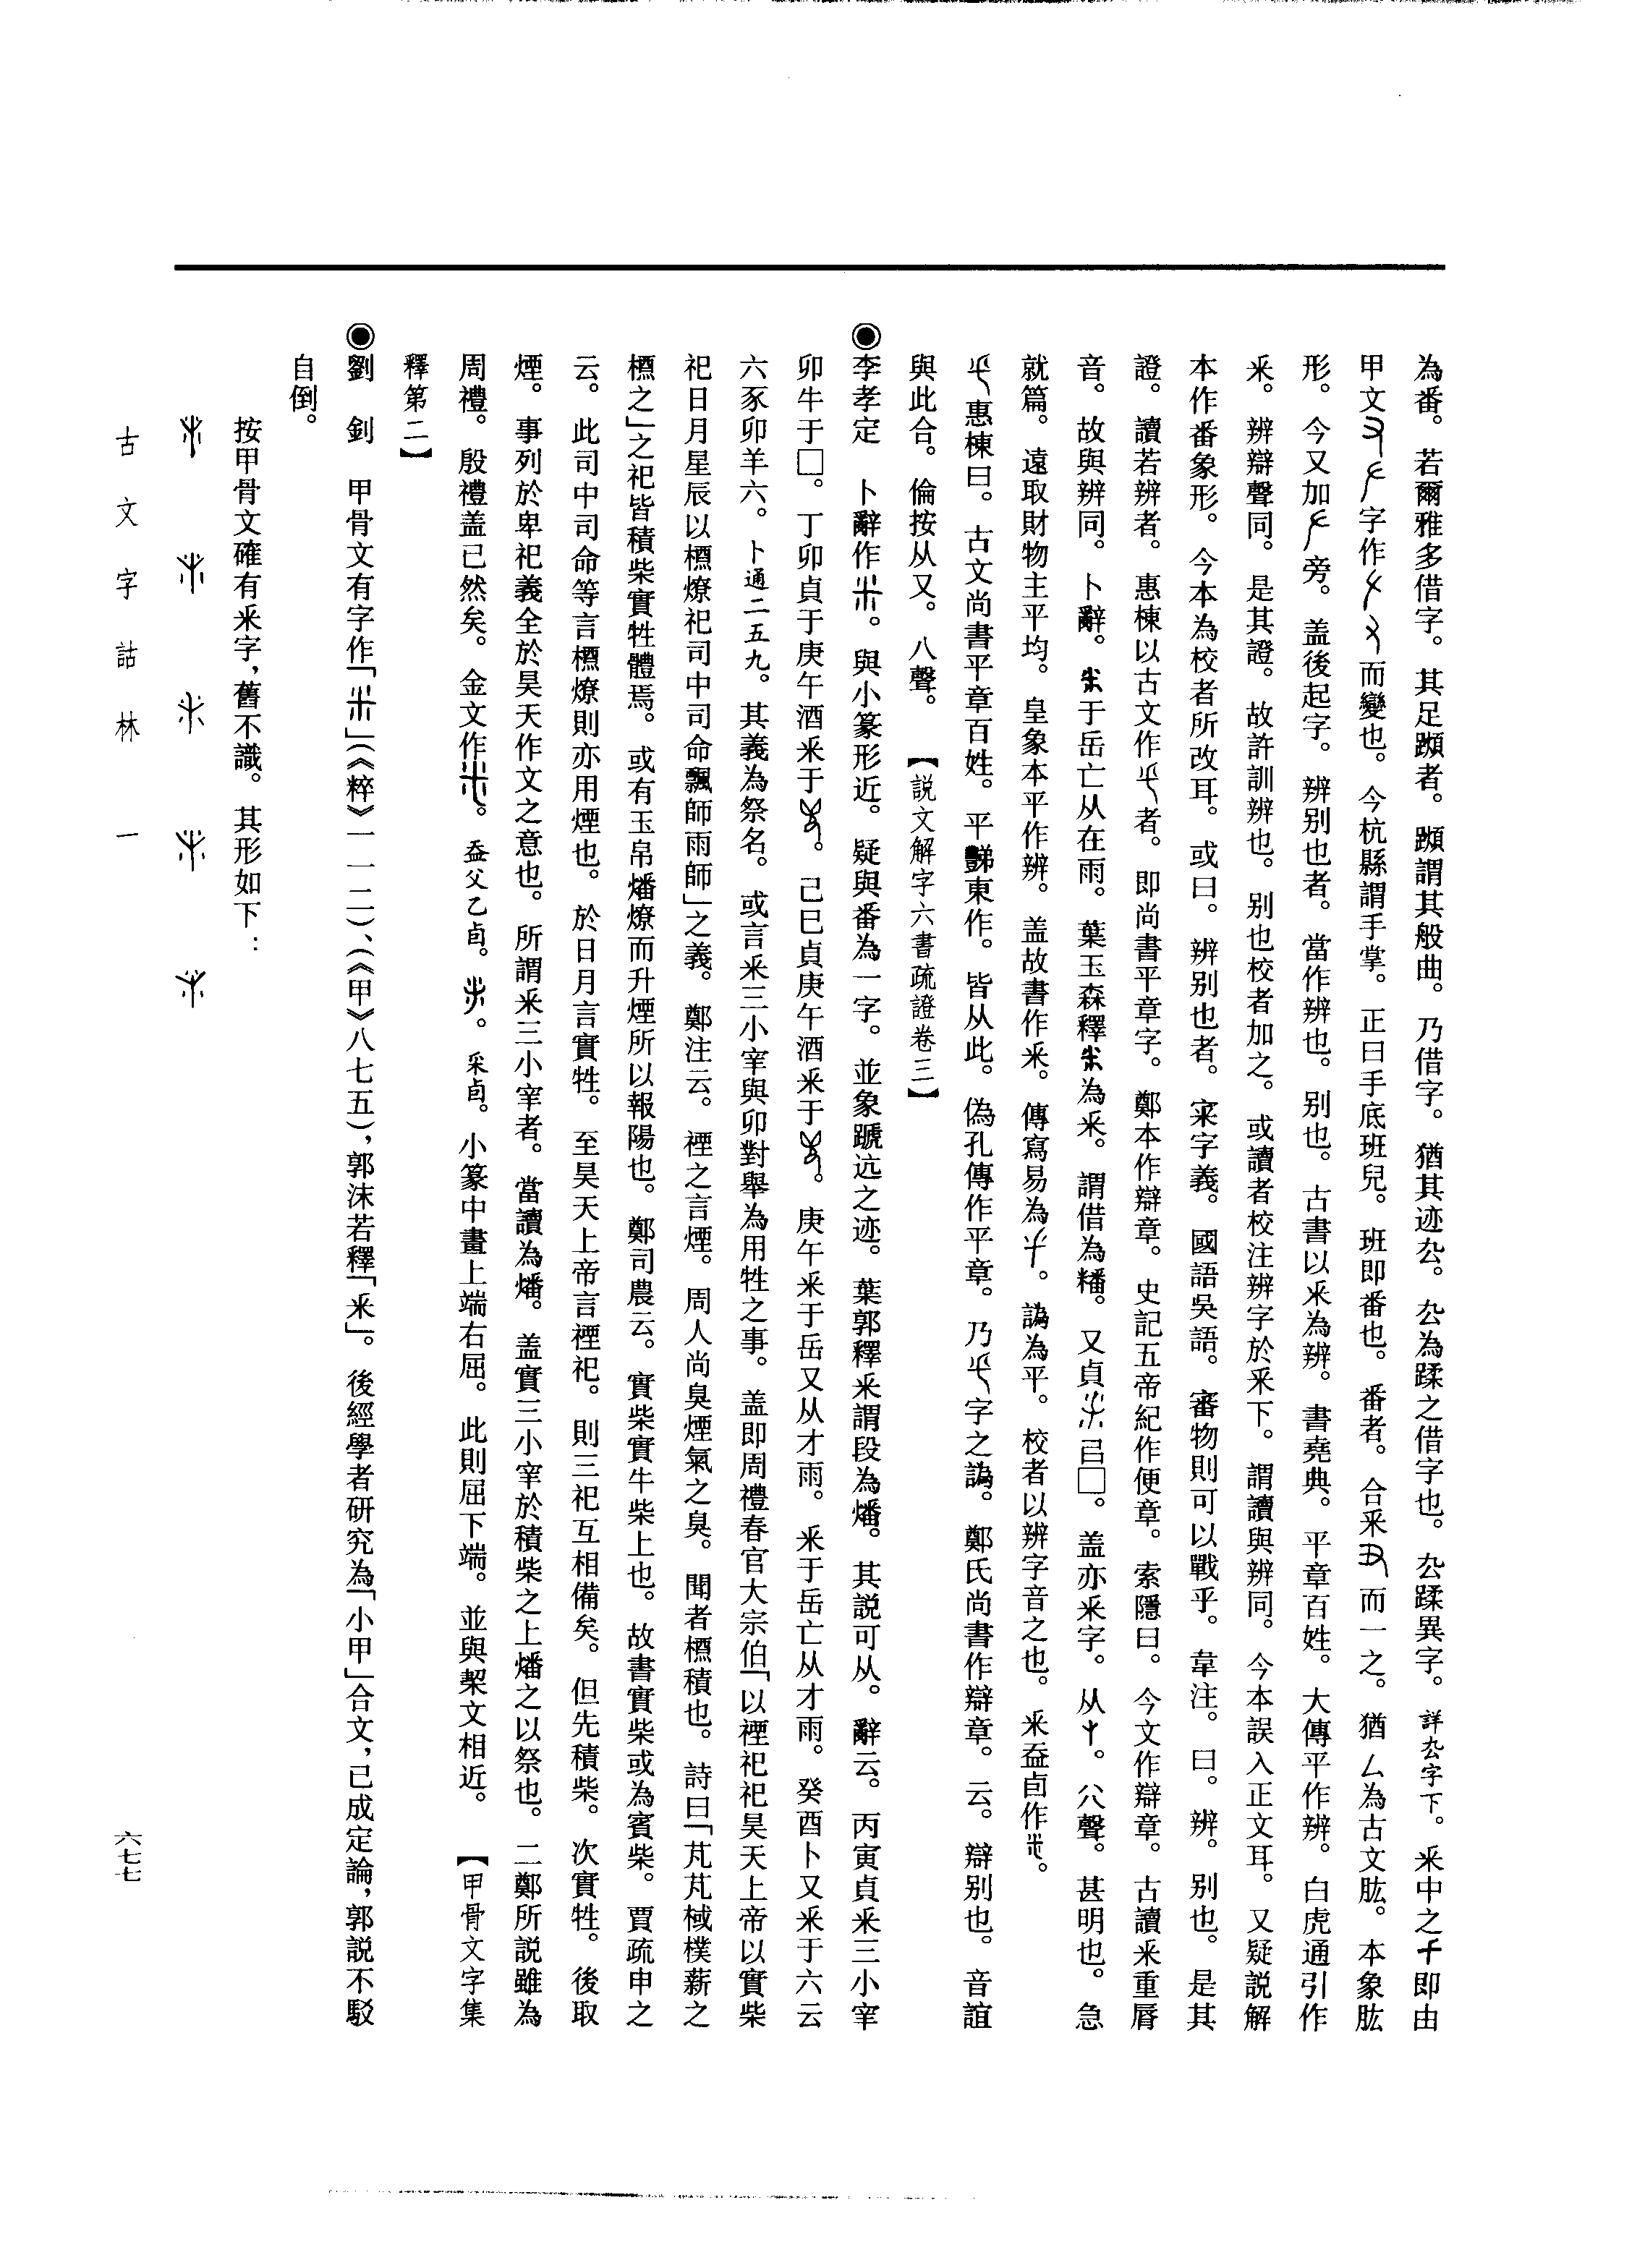 為番。若爾雅多借字。其足蹞者。蹞謂其般曲。乃借字。猶其迹厹。厹為蹂之借字也。厹蹂異字。詳厹字下。釆中之千即由
甲文字作而變也。今杭縣謂手掌。正曰手底班兒。班即番也。番者。合釆而一之。猶厶為古文肱。本象肱
形。今又加旁。盖後起字。辨别也者。當作辨也。别也。古書以釆為辨。書堯典。平章百姓。大傳平作辨。白虎通引作
釆。辨辯聲同。是其證。故許訓辨也。别也校者加之。或讀者校注辨字於釆下。謂讀與辨同。今本誤入正文耳。又疑説解
本作番象形。今本為校者所改耳。或曰。辨别也者。宷字義。國語吳語。審物則可以戰乎。韋注。曰。辨。别也。是其
證。讀若辨者。惠棟以古文作者。即尚書平章字。鄭本作辯章。史記五帝紀作便章。索隱曰。今文作辯章。古讀釆重脣
音。故與辨同。卜辭。于岳亡从在雨。葉玉森釋為釆。謂借為䊩。又貞𠮷□。盖亦釆字。从。八聲。甚明也。急
就篇。遠取財物主平均。皇象本平作辨。盖故書作釆。傳寫易為。譌為平。校者以辨字音之也。釆卣作。
惠棟曰。古文尚書平章百姓。平豑東作。皆从此。偽孔傳作平章。乃字之譌。鄭氏尚書作辯章。云。辯别也。音誼
與此合。倫按从又。八聲。【説文解字六書疏證卷三】
◉李孝定 卜辭作。與小篆形近。疑與番為一字。並象蹏迒之迹。葉郭釋釆謂段為燔。其説可从。辭云。丙寅貞釆三小宰
卯牛于□。丁卯貞于庚午酒釆于。己巳貞庚午酒釆于。庚午釆于岳又从才雨。釆于岳亡从才雨。癸酉卜又釆于六云
六豕卯羊六。卜通二五九。其義為祭名。或言釆三小宰與卯對舉為用牲之事。盖即周禮春官大宗伯「以禋祀祀昊天上帝以實柴
祀日月星辰以槱燎祀司中司命飄師雨師」之義。鄭注云。禋之言煙。周人尚臭煙氣之臭。聞者槱積也。詩曰「芃芃棫樸薪之
槱之」之祀皆積柴實牲體焉。或有玉帛燔燎而升煙所以報陽也。鄭司農云。實柴實牛柴上也。故書實柴或為賓柴。賈疏申之
云。此司中司命等言槱燎則亦用煙也。於日月言實牲。至昊天上帝言禋祀。則三祀互相備矣。但先積柴。次實牲。後取
煙。事列於卑祀義全於昊天作文之意也。所謂釆三小宰者。當讀為燔。盖實三小宰於積柴之上燔之以祭也。二鄭所説雖為
周禮。殷禮盖已然矣。金文作。父乙卣。。釆卣。小篆中畫上端右屈。此則屈下端。並與栔文相近。【甲骨文字集
釋第二】
◉劉 釗 甲骨文有字作「」(《粹》一一二)、(《甲》八七五)，郭沫若釋「釆」。後經學者研究為「小甲」合文，已成定論，郭説不駁
自倒。
按甲骨文確有釆字，舊不識。其形如下：
古文字詁林 一
六七七